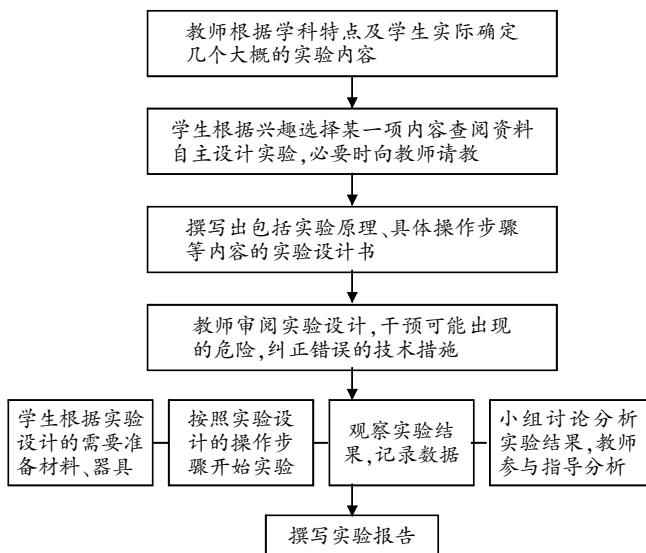 教师根据学科特点及学生实际确定
几个大概的实验内容
学生根据兴趣选择某一项内容查阅资料
自主设计实验,必要时向教师请教
撰写出包括实验原理、具体操作步骤
等内容的实验设计书
教师审阅实验设计,干预可能出现
的危险,纠正错误的技术措施
学生根据实验
设计的需要准
备材料、器具
按照实验设
计的操作步
骤开始实验
观察实验结
果,记录数据
小组讨论分析
实验结果,教师
参与指导分析
撰写实验报告